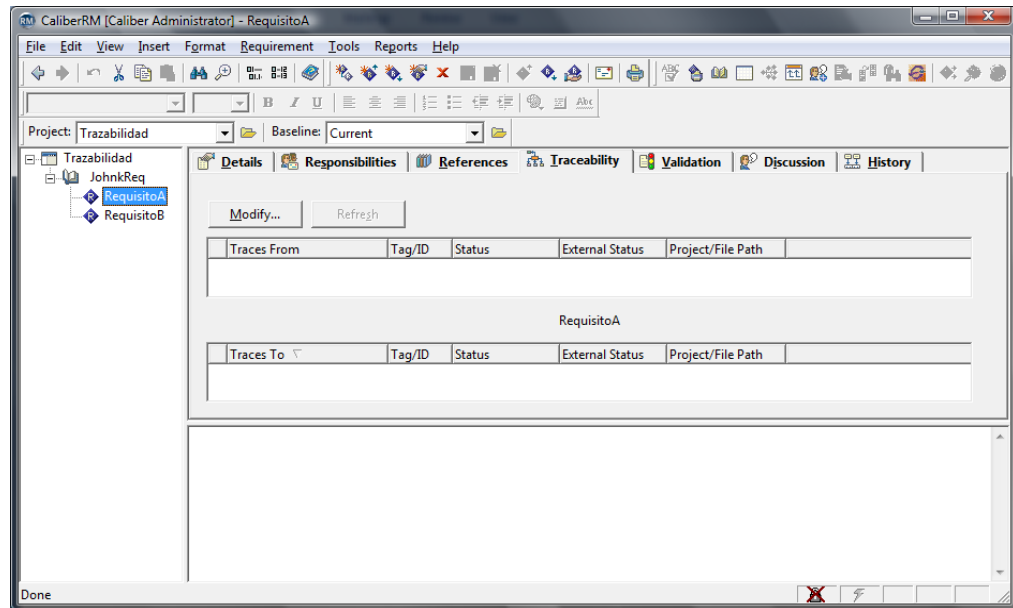 RM CaliberRM [Caliber Administrator] - RequisitoA
File Edit View Insert Format Requirement Tools Reports Help
B I U Abc
Project: Trazabilidad Baseline: Current
Trazabilidad
JohnkReq
RequisitoA
RequisitoB
Details Responsibilities References Traceability Validation Discussion History
Modify... Refresh
Traces From Tag/ID Status External Status Project/File Path
RequisitoA
Traces To Tag/ID Status External Status Project/File Path
Done